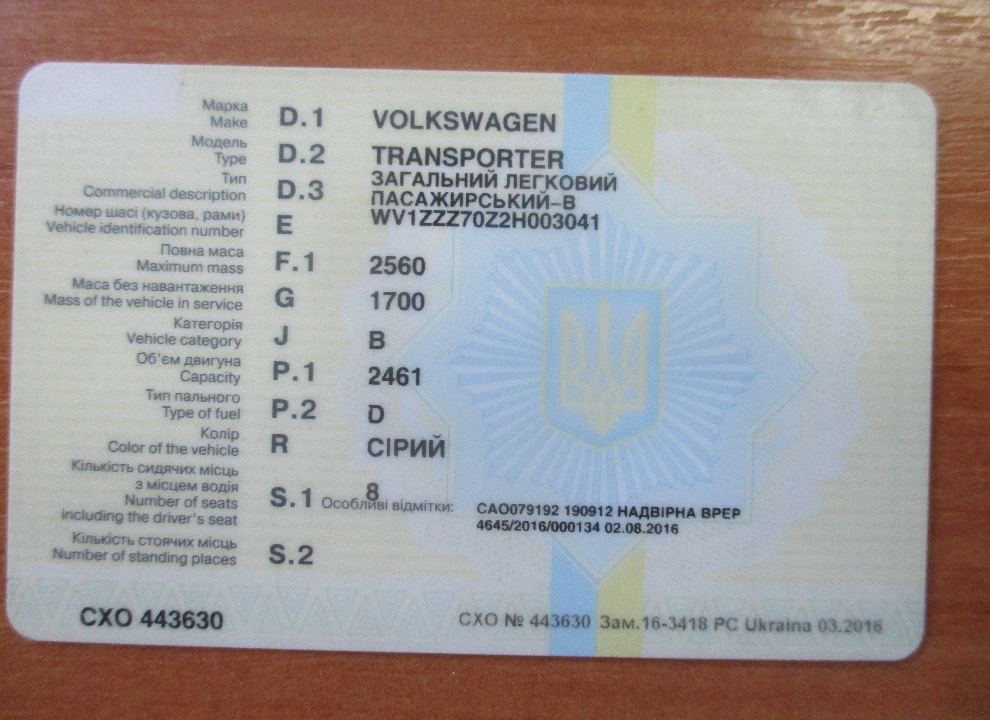 Марка
Make D.1 VOLKSWAGEN
Модель
Type D.2 TRANSPORTER
Тип
Commercial description D.3 ЗАГАЛЬНИЙ ЛЕГКОВИЙ
ПАСАЖИРСЬКИЙ-В
Номер шасі (кузова, рами)
Vehicle identification number E WV1ZZZ70Z2H003041
Повна маса
Maximum mass F.1 2560
Маса без навантаження
Mass of the vehicle in service G 1700
Категорія
Vehicle category J B
Об'єм двигуна
Capacity P.1 2461
Тип пального
Type of fuel P.2 D
Колір
Color of the vehicle R СІРИЙ
Кількість сидячих місць
з місцем водія
Number of seats
including the driver's seat S.1 8
Особливі відмітки: САО079192 190912 НАДВІРНА ВРЕР
4645/2016/000134 02.08.2016
Кількість стоячих місць
Number of standing places S.2
СХО 443630
СХО № 443630 Зам.16-3418 РС Ukraina 03.2016